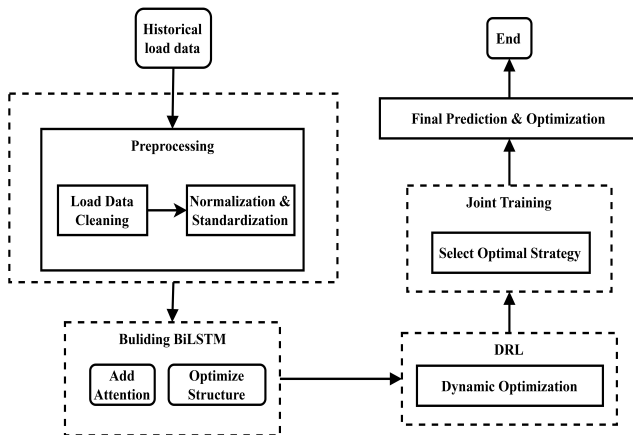 Historical
load data
Preprocessing
Load Data
Cleaning
Normalization &
Standardization
Buliding BiLSTM
Add
Attention
Optimize
Structure
DRL
Dynamic Optimization
Joint Training
Select Optimal Strategy
Final Prediction & Optimization
End